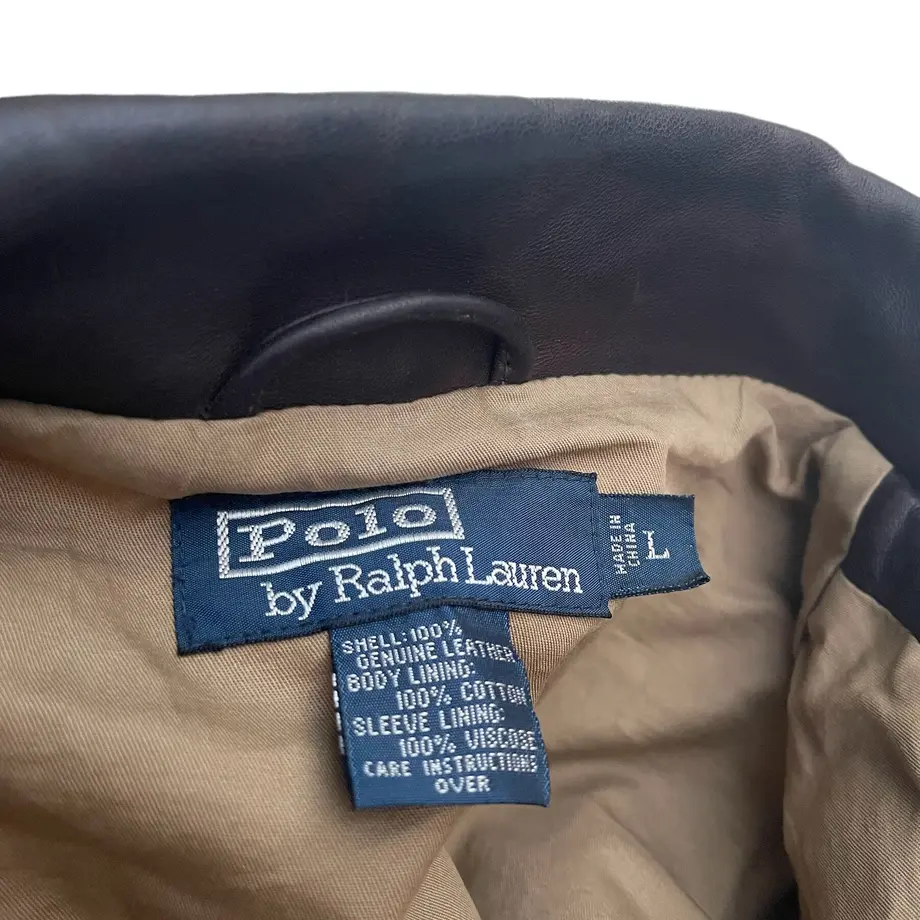 Polo
by Ralph Lauren
MADE IN
CHINA
L
SHELL: 100%
GENUINE LEATHER
BODY LINING:
100% COTTON
SLEEVE LINING:
100% VISCOSE
CARE INSTRUCTIONS
OVER